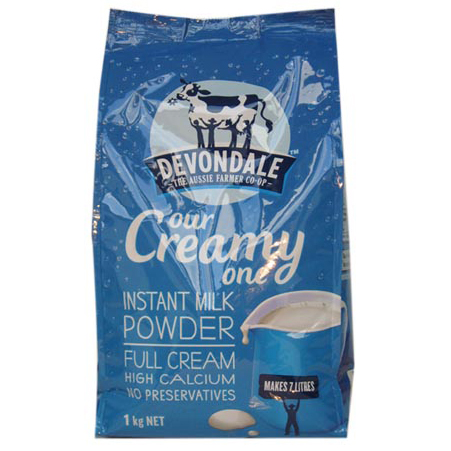 DEVONDALE™
THE AUSSIE FARMER CO-OP
our
Creamy
one
INSTANT MILK
POWDER
FULL CREAM
HIGH CALCIUM
NO PRESERVATIVES
MAKES 7 LITRES
1 kg NET